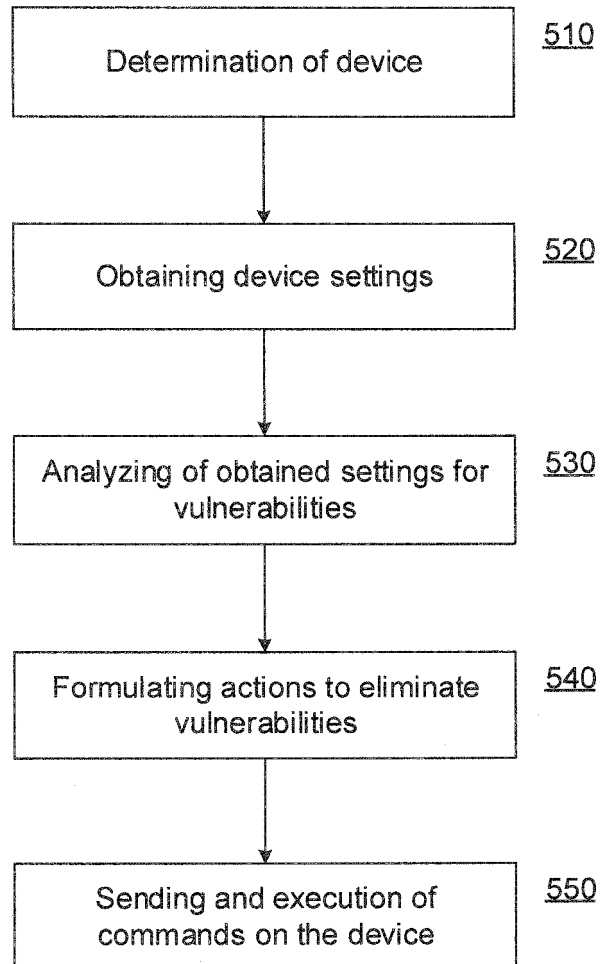 Determination of device
510
Obtaining device settings
520
Analyzing of obtained settings for
vulnerabilities
530
Formulating actions to eliminate
vulnerabilities
540
Sending and execution of
commands on the device
550